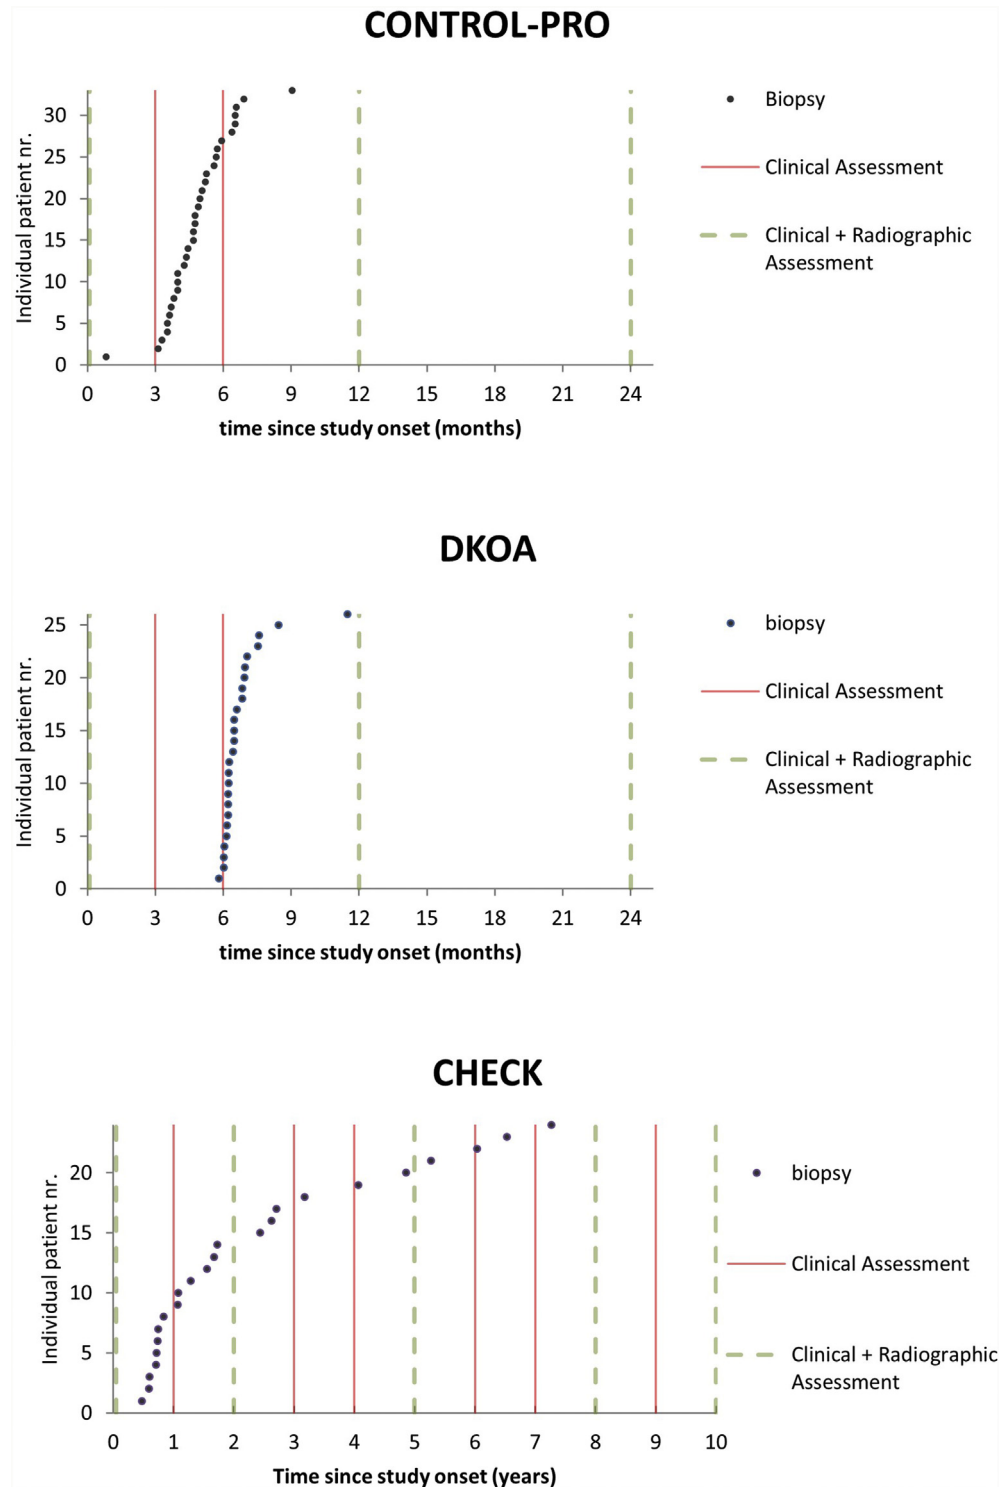 CONTROL-PRO
Individual patient nr.
30
25
20
15
10
5
0
0 3 6 9 12 15 18 21 24
time since study onset (months)
Biopsy
Clinical Assessment
Clinical + Radiographic
Assessment
DKOA
Individual patient nr.
25
20
15
10
5
0
0 3 6 9 12 15 18 21 24
time since study onset (months)
biopsy
Clinical Assessment
Clinical + Radiographic
Assessment
CHECK
Individual patient nr.
20
15
10
5
0
0 1 2 3 4 5 6 7 8 9 10
Time since study onset (years)
biopsy
Clinical Assessment
Clinical + Radiographic
Assessment